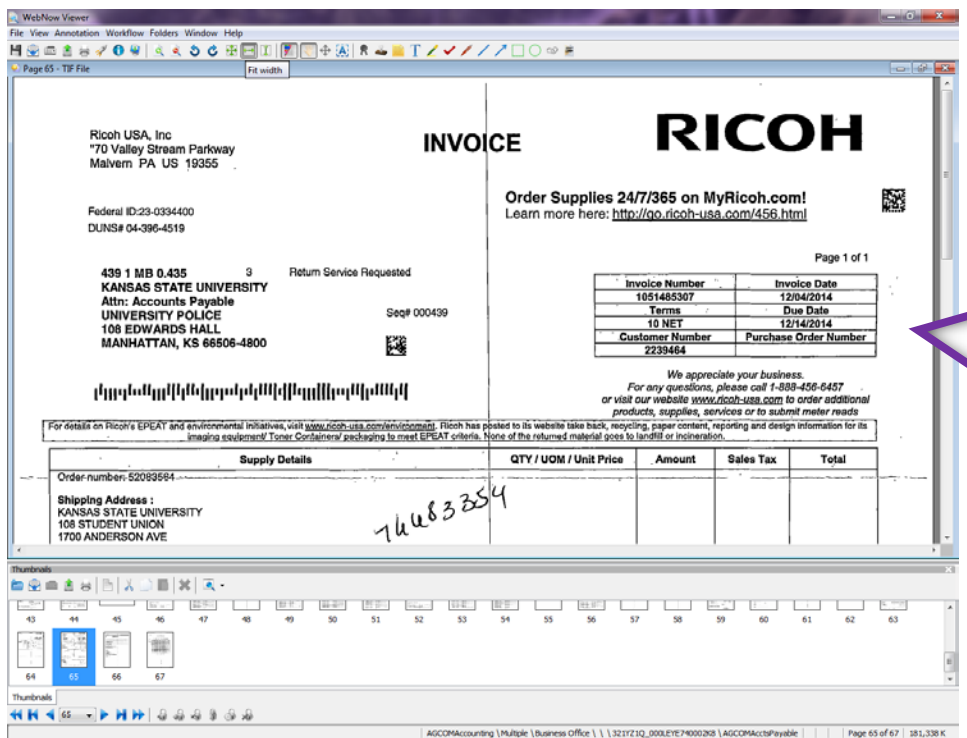 WebNow Viewer
File View Annotation Workflow Folders Window Help
Page 65 - TIF File
Fit width
Ricoh USA, Inc
"70 Valley Stream Parkway
Malvern PA US 19355
INVOICE
RICOH
Order Supplies 24/7/365 on MyRicoh.com!
Learn more here: http://go.ricoh-usa.com/456.html
Federal ID:23-0334400
DUNS# 04-396-4519
Page 1 of 1
439 1 MB 0.435 3 Return Service Requested
KANSAS STATE UNIVERSITY
Attn: Accounts Payable
UNIVERSITY POLICE Seq# 000439
108 EDWARDS HALL
MANHATTAN, KS 66506-4800
Invoice Number Invoice Date
1051485307 12/04/2014
Terms Due Date
10 NET 12/14/2014
Customer Number Purchase Order Number
2239464
We appreciate your business.
For any questions, please call 1-888-456-6457
or visit our website www.ricoh-usa.com to order additional
products, supplies, services or to submit meter reads
For details on Ricoh's EPEAT and environmental initiatives, visit www.ricoh-usa.com/environment. Ricoh has posted to its website take back, recycling, paper content, reporting and design information for its
imaging equipment/ Toner Containers/ packaging to meet EPEAT criteria. None of the returned material goes to landfill or incineration.
Supply Details QTY / UOM / Unit Price Amount Sales Tax Total
Order number: 52083564
Shipping Address :
KANSAS STATE UNIVERSITY
108 STUDENT UNION
1700 ANDERSON AVE
Thumbnails
43 44 45 46 47 48 49 50 51 52 53 54 55 56 57 58 59 60 61 62 63
64 65 66 67
Thumbnails
65
AGCOMAccounting \Multiple \Business Office \ \ \321YZ1Q_000LEYE740002K8 \AGCOMAcctsPayable Page 65 of 67 181,338 K